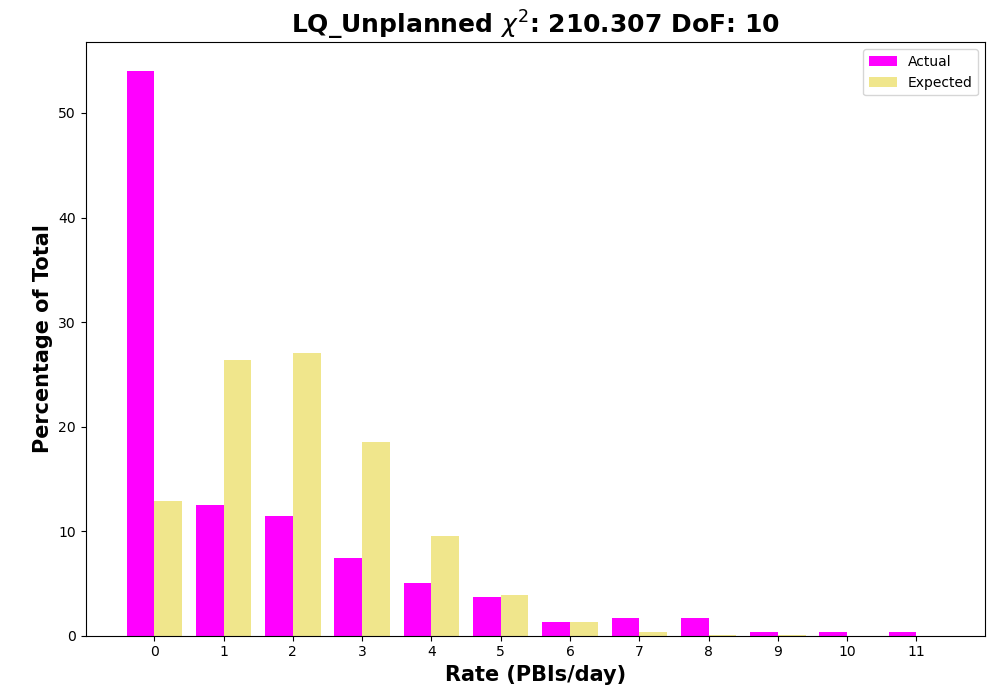 LQ_Unplanned χ²: 210.307 DoF: 10
Actual
Expected
Percentage of Total
50
40
30
20
10
0
0 1 2 3 4 5 6 7 8 9 10 11
Rate (PBIs/day)